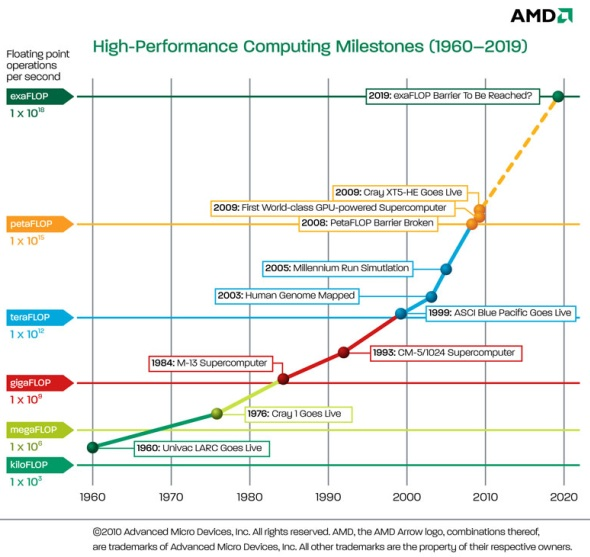 AMD
High-Performance Computing Milestones (1960–2019)
Floating point
operations
per second
exaFLOP
1 x 10¹⁸
2019: exaFLOP Barrier To Be Reached?
2009: Cray XT5-HE Goes Live
2009: First World-class GPU-powered Supercomputer
2008: PetaFLOP Barrier Broken
petaFLOP
1 x 10¹⁵
2005: Millennium Run Simutlation
2003: Human Genome Mapped
1999: ASCI Blue Pacific Goes Live
teraFLOP
1 x 10¹²
1993: CM-5/1024 Supercomputer
1984: M-13 Supercomputer
gigaFLOP
1 x 10⁹
1976: Cray 1 Goes Live
megaFLOP
1 x 10⁶
1960: Univac LARC Goes Live
kiloFLOP
1 x 10³
1960 1970 1980 1990 2000 2010 2020
©2010 Advanced Micro Devices, Inc. All rights reserved. AMD, the AMD Arrow logo, combinations thereof,
are trademarks of Advanced Micro Devices, Inc. All other trademarks are the property of their respective owners.